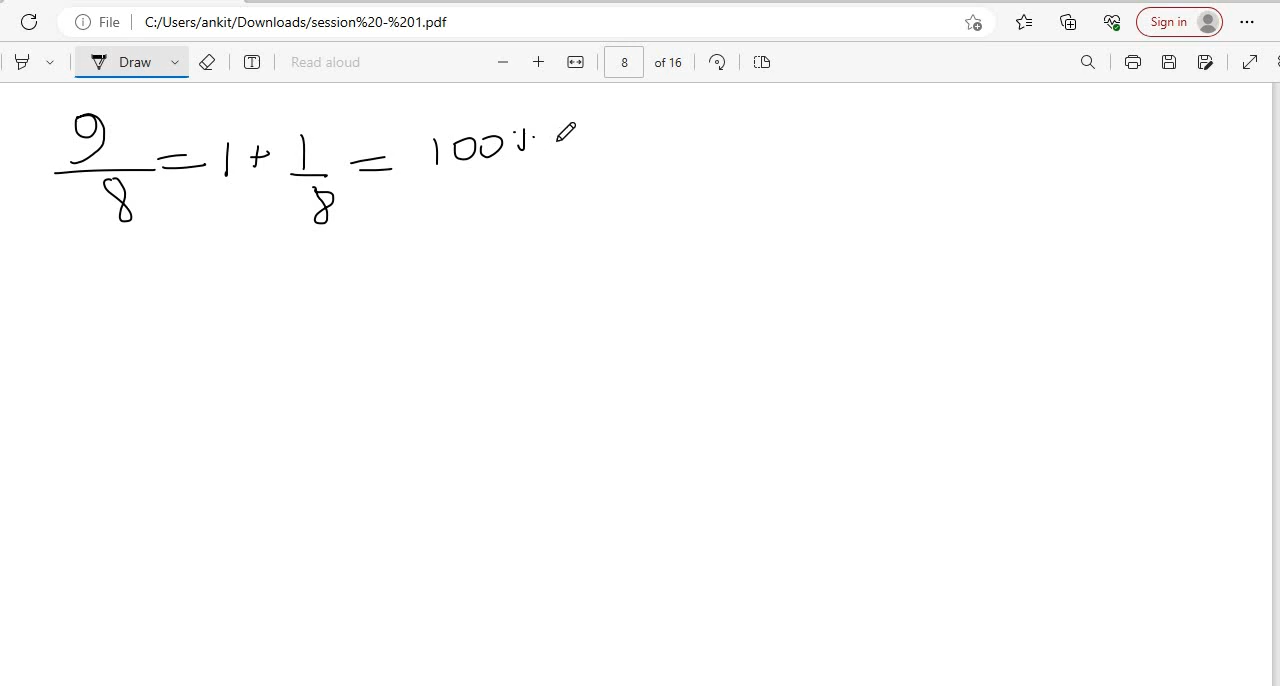 File C:/Users/ankit/Downloads/session%20-%201.pdf Sign in
Draw Read aloud 8 of 16
9/8 = 1 + 1/8 = 100%